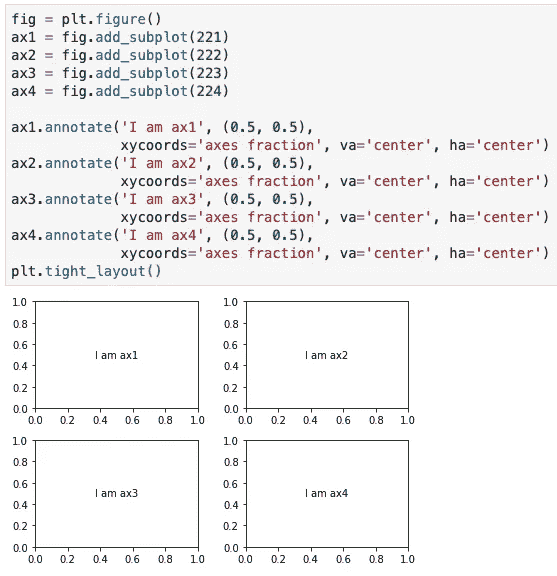 fig = plt.figure()
ax1 = fig.add_subplot(221)
ax2 = fig.add_subplot(222)
ax3 = fig.add_subplot(223)
ax4 = fig.add_subplot(224)

ax1.annotate('I am ax1', (0.5, 0.5),
             xycoords='axes fraction', va='center', ha='center')
ax2.annotate('I am ax2', (0.5, 0.5),
             xycoords='axes fraction', va='center', ha='center')
ax3.annotate('I am ax3', (0.5, 0.5),
             xycoords='axes fraction', va='center', ha='center')
ax4.annotate('I am ax4', (0.5, 0.5),
             xycoords='axes fraction', va='center', ha='center')
plt.tight_layout()
1.0 1.0
0.8 0.8
0.6 0.6
I am ax1 I am ax2
0.4 0.4
0.2 0.2
0.0 0.0
0.0 0.2 0.4 0.6 0.8 1.0 0.0 0.2 0.4 0.6 0.8 1.0
1.0 1.0
0.8 0.8
0.6 0.6
I am ax3 I am ax4
0.4 0.4
0.2 0.2
0.0 0.0
0.0 0.2 0.4 0.6 0.8 1.0 0.0 0.2 0.4 0.6 0.8 1.0